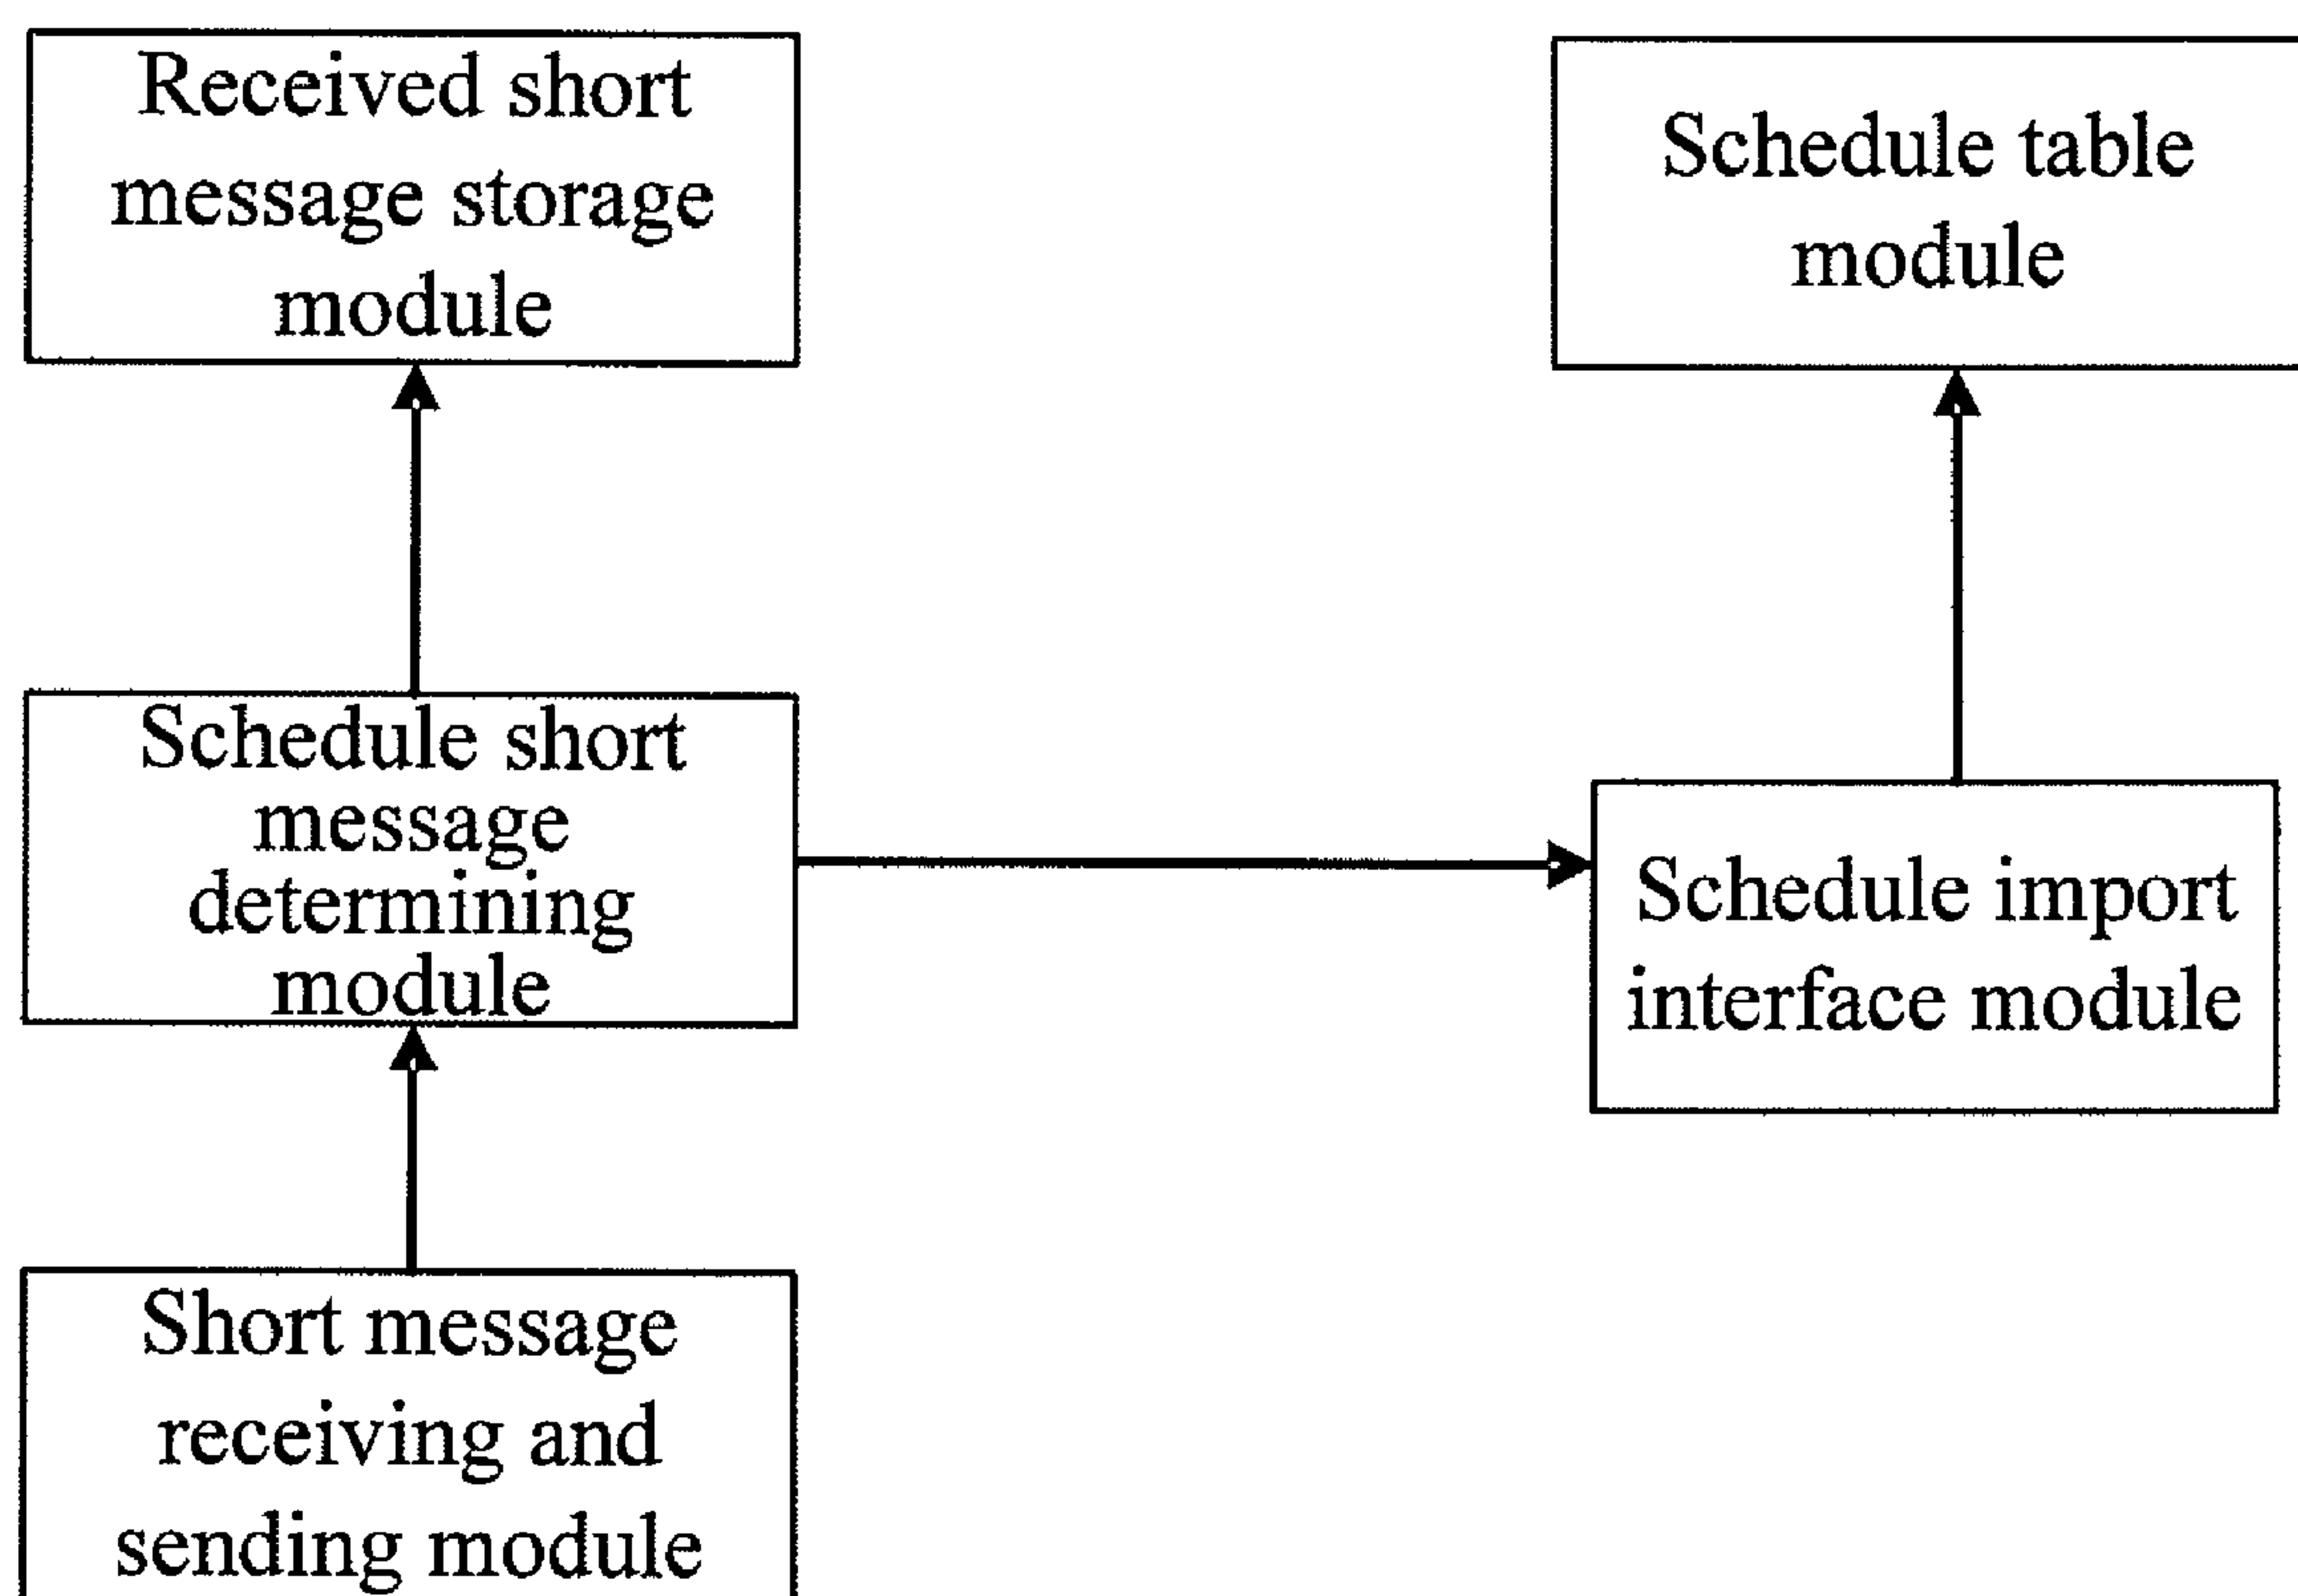 Received short
message storage
module
Schedule table
module
Schedule short
message
determining
module
Schedule import
interface module
Short message
receiving and
sending module